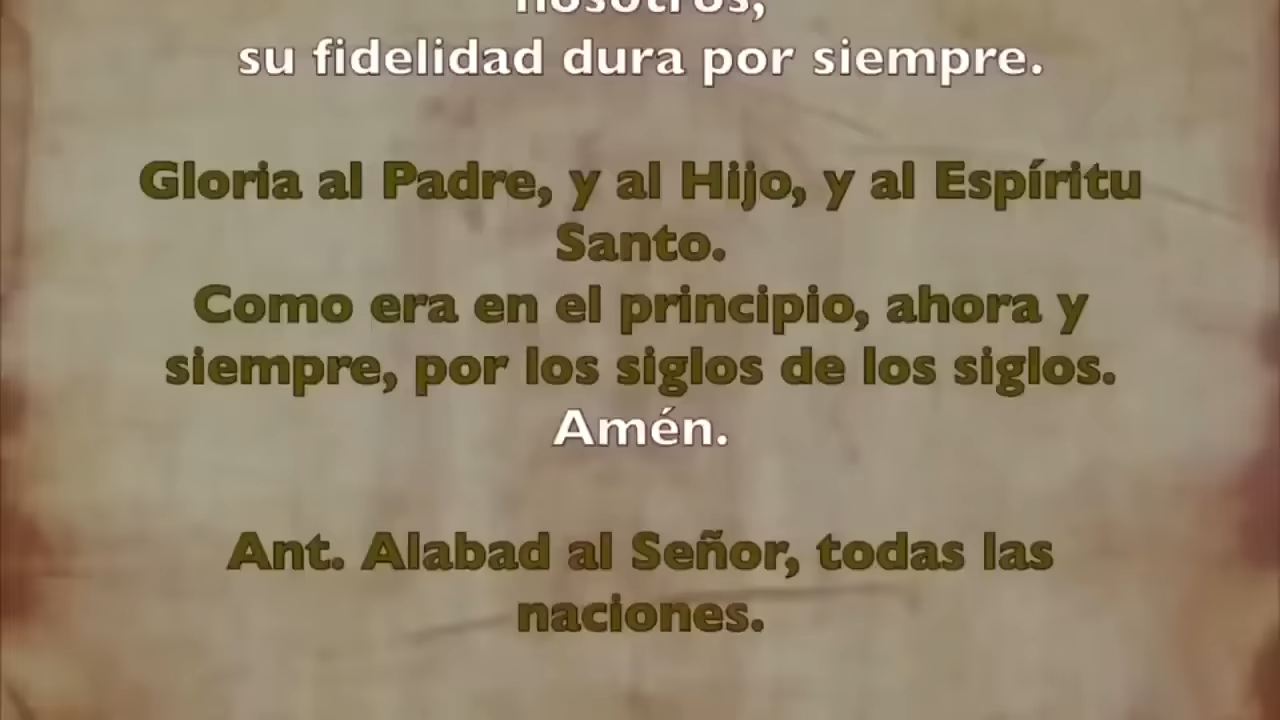 nosotros,
su fidelidad dura por siempre.
Gloria al Padre, y al Hijo, y al Espíritu
Santo.
Como era en el principio, ahora y
siempre, por los siglos de los siglos.
Amén.
Ant. Alabad al Señor, todas las
naciones.